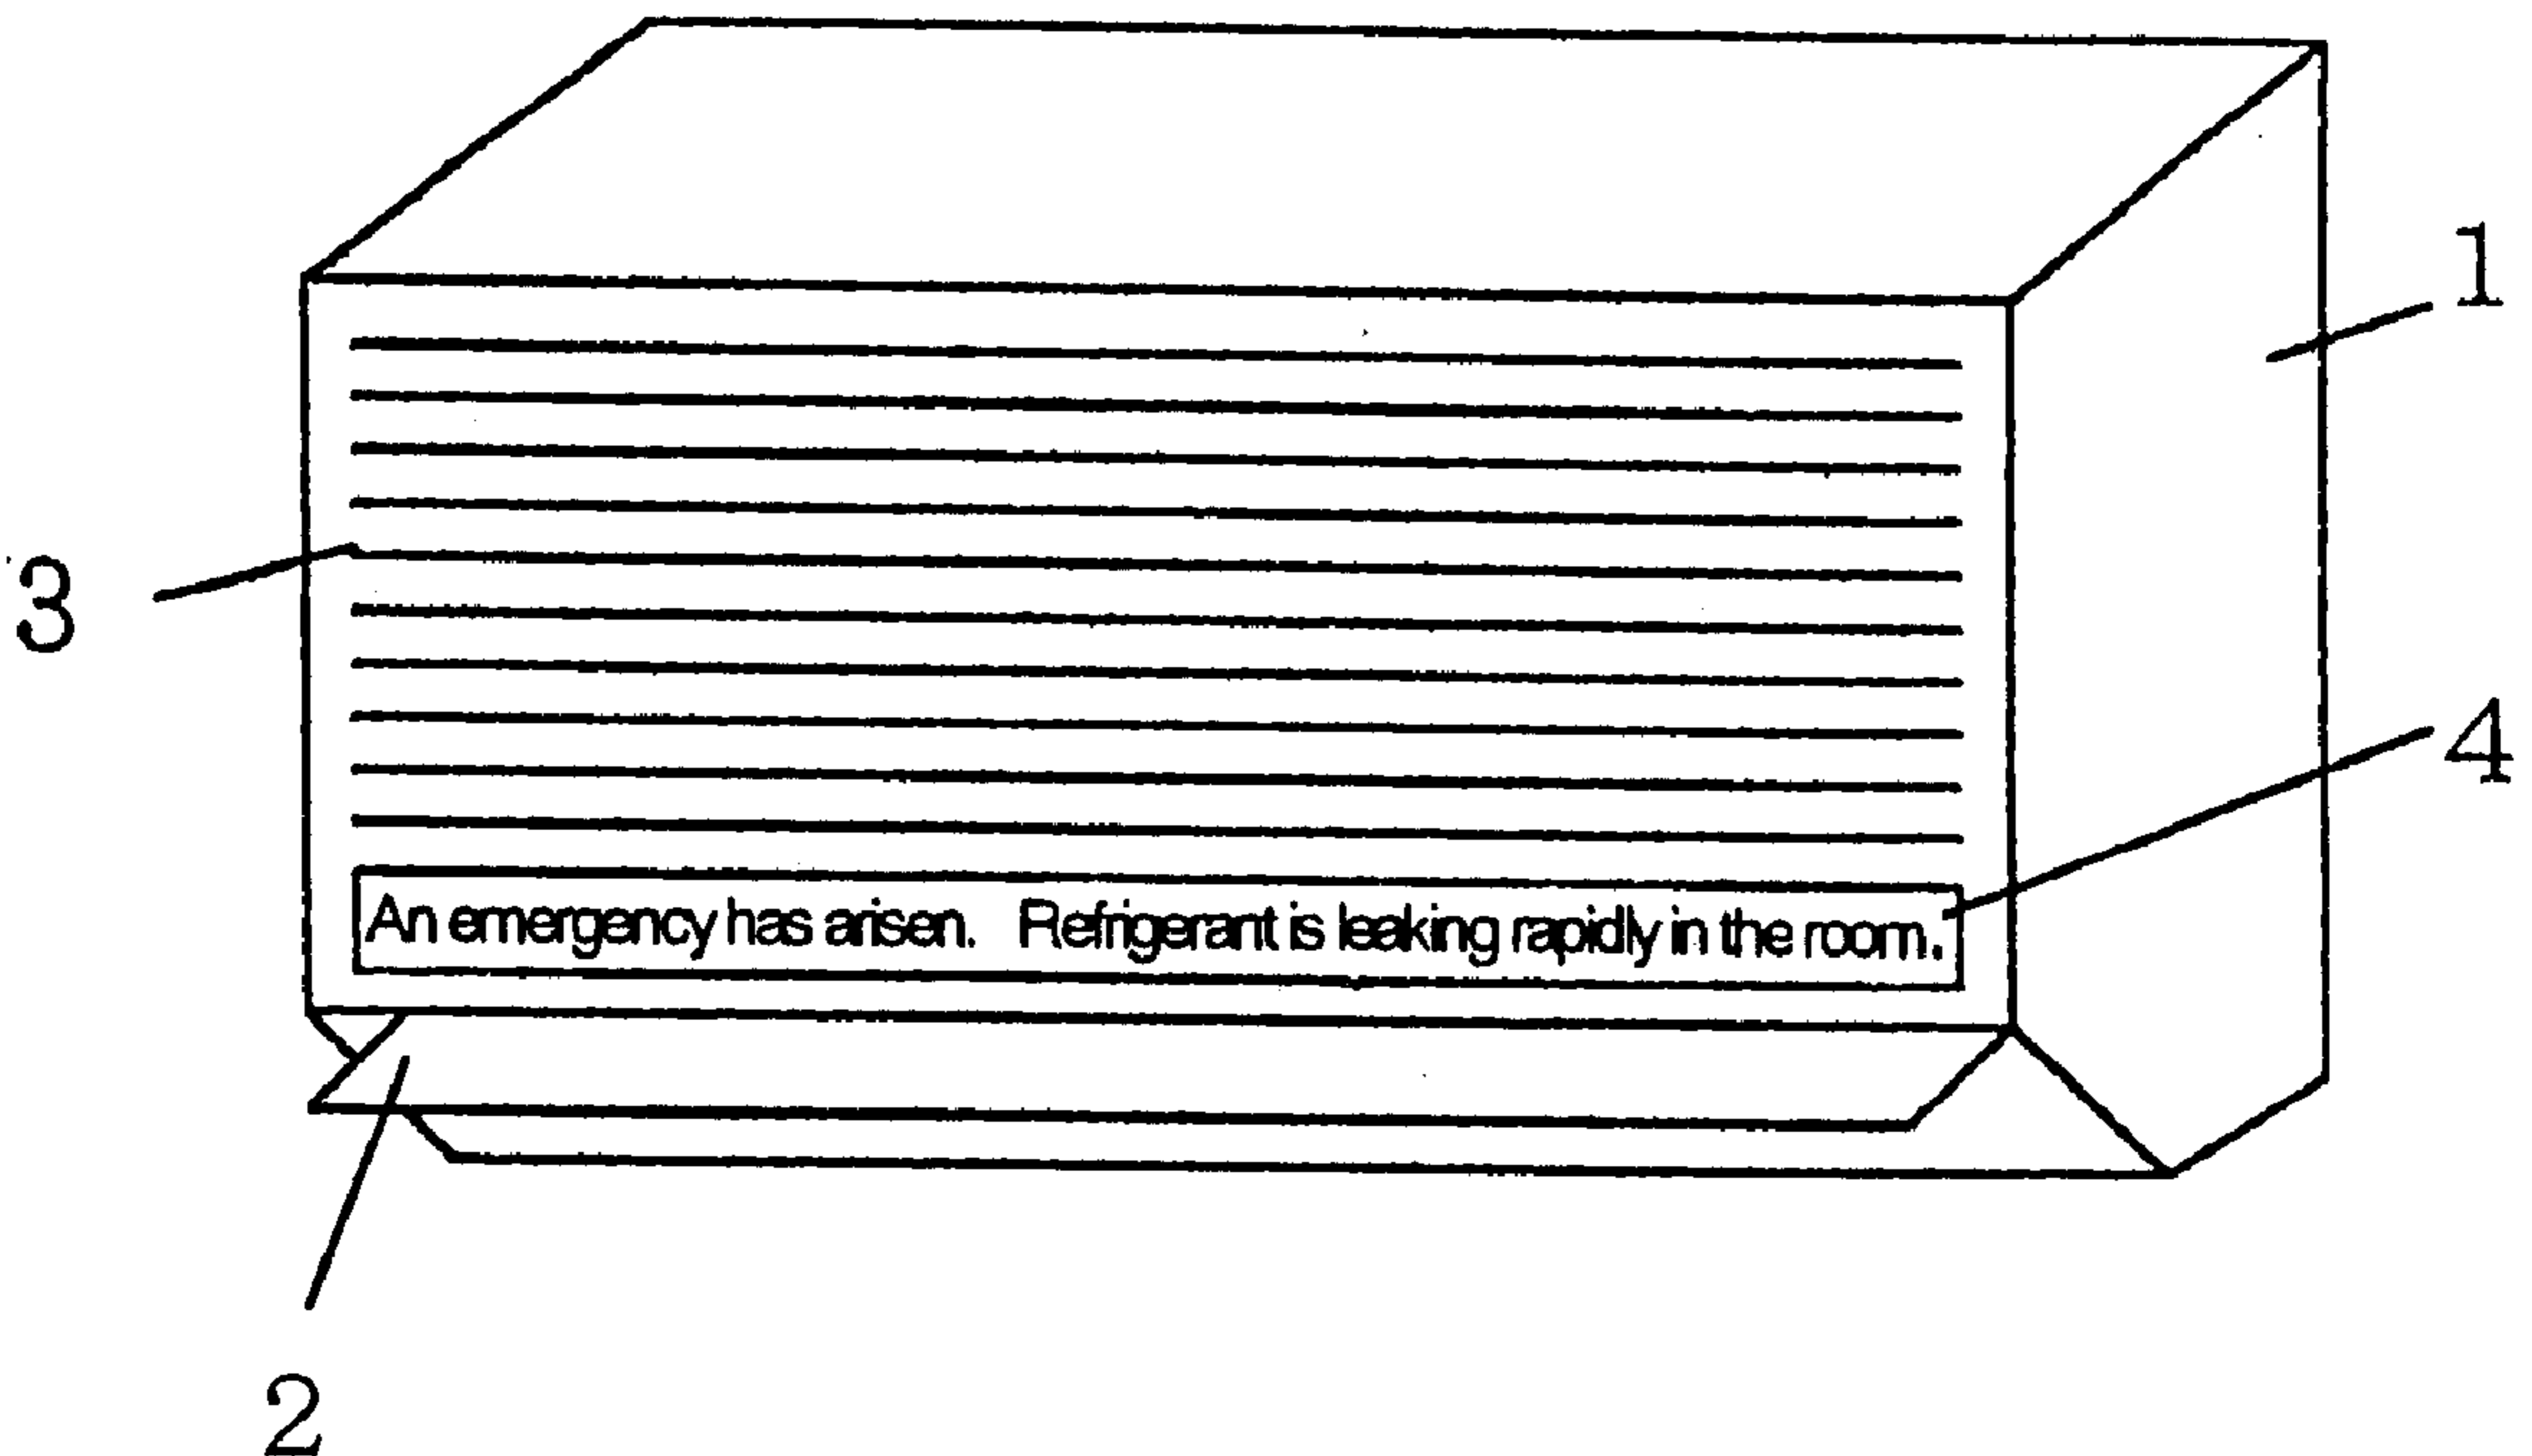 1
3
4
An emergency has arisen. Refrigerant is leaking rapidly in the room.
2